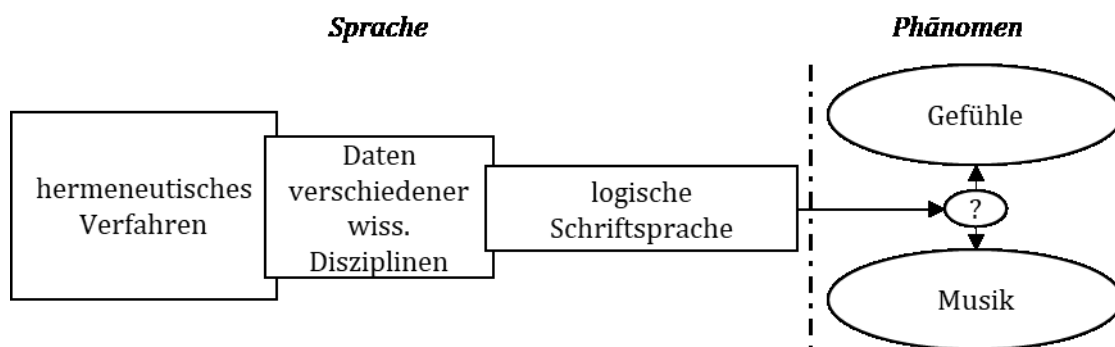 Sprache
Phänomen
hermeneutisches
Verfahren
Daten
verschiedener
wiss.
Disziplinen
logische
Schriftsprache
Gefühle
?
Musik